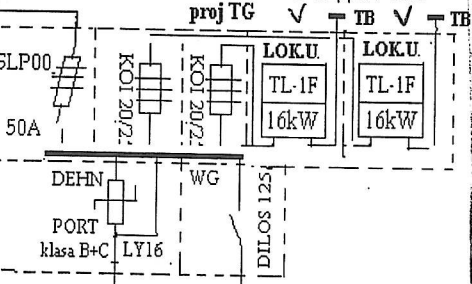 proj TG
TB
TB
SLP00
50A
KOI 20/2
KOI 20/2
LOK.U.
TL-1F
16kW
LOK.U.
TL-1F
16kW
DEHN
PORT
klasa B+C
LY16
WG
DILOS 125